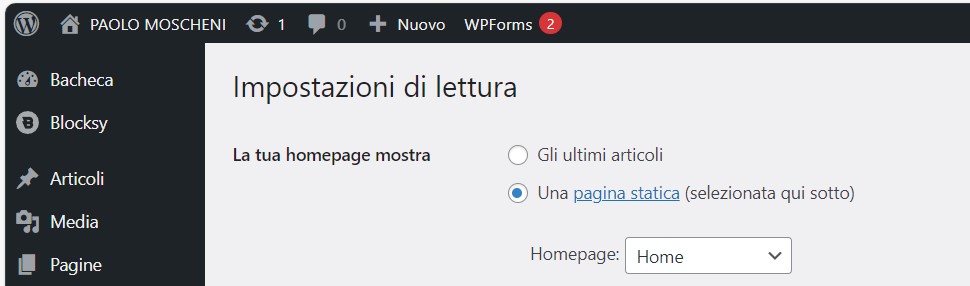 PAOLO MOSCHENI 1 0 Nuovo WPForms 2
Bacheca
Blocksy
Articoli
Media
Pagine
Impostazioni di lettura
La tua homepage mostra
Gli ultimi articoli
Una pagina statica (selezionata qui sotto)
Homepage: Home